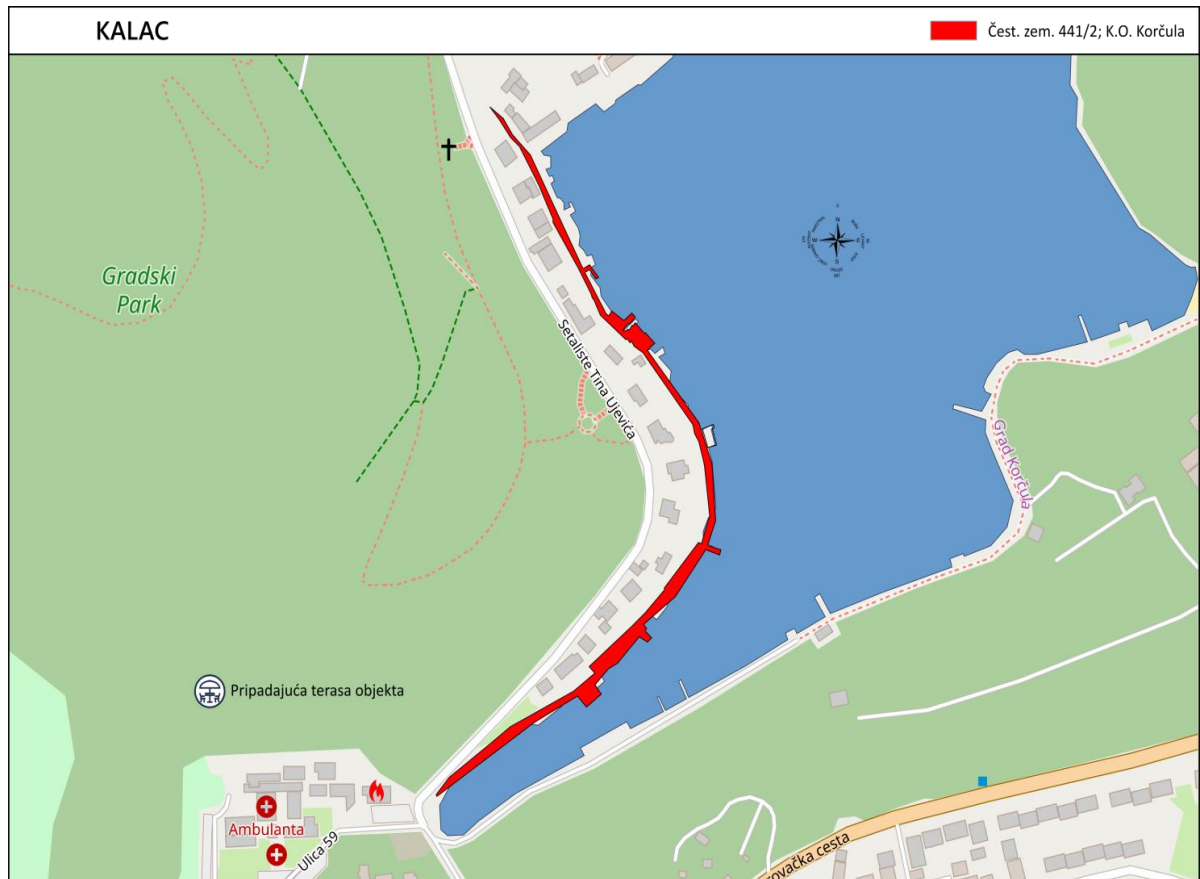 KALAC
Čest. zem. 441/2; K.O. Korčula
Gradski
Park
N
W
E
S
Setaliste Tina Ujevića
Grad Korčula
Pripadajuća terasa objekta
Ambulanta
Ulica 59
ovačka cesta